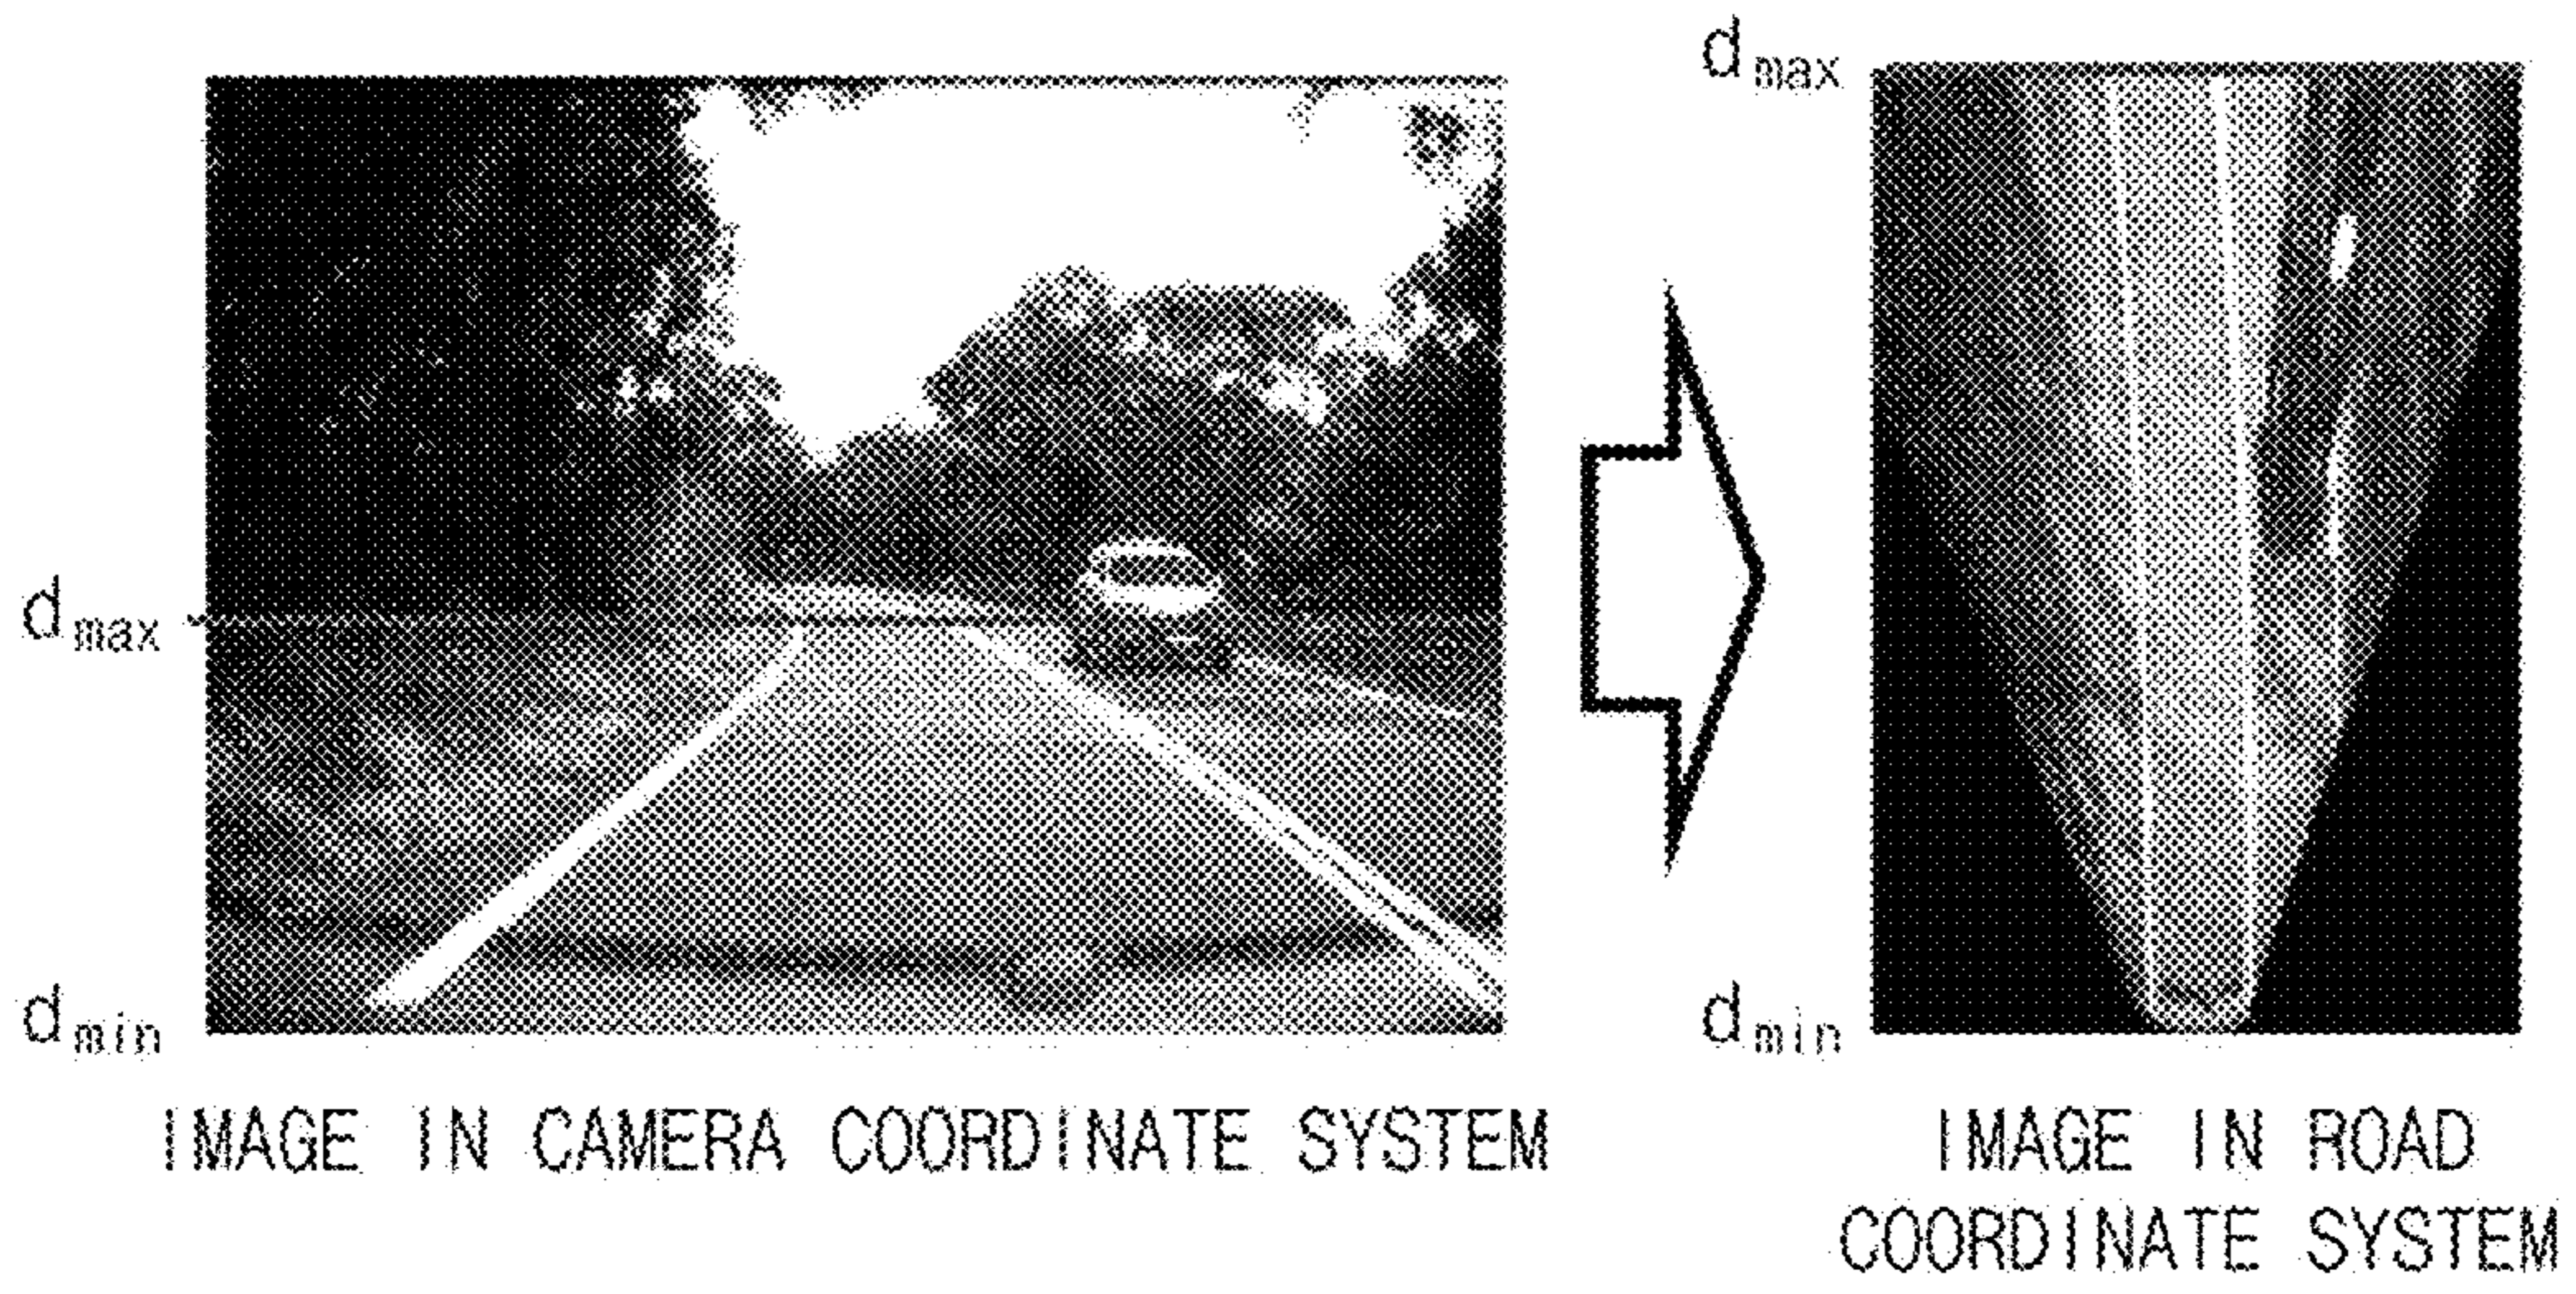 dmax
dmin
IMAGE IN CAMERA COORDINATE SYSTEM
dmax
dmin
IMAGE IN ROAD
COORDINATE SYSTEM